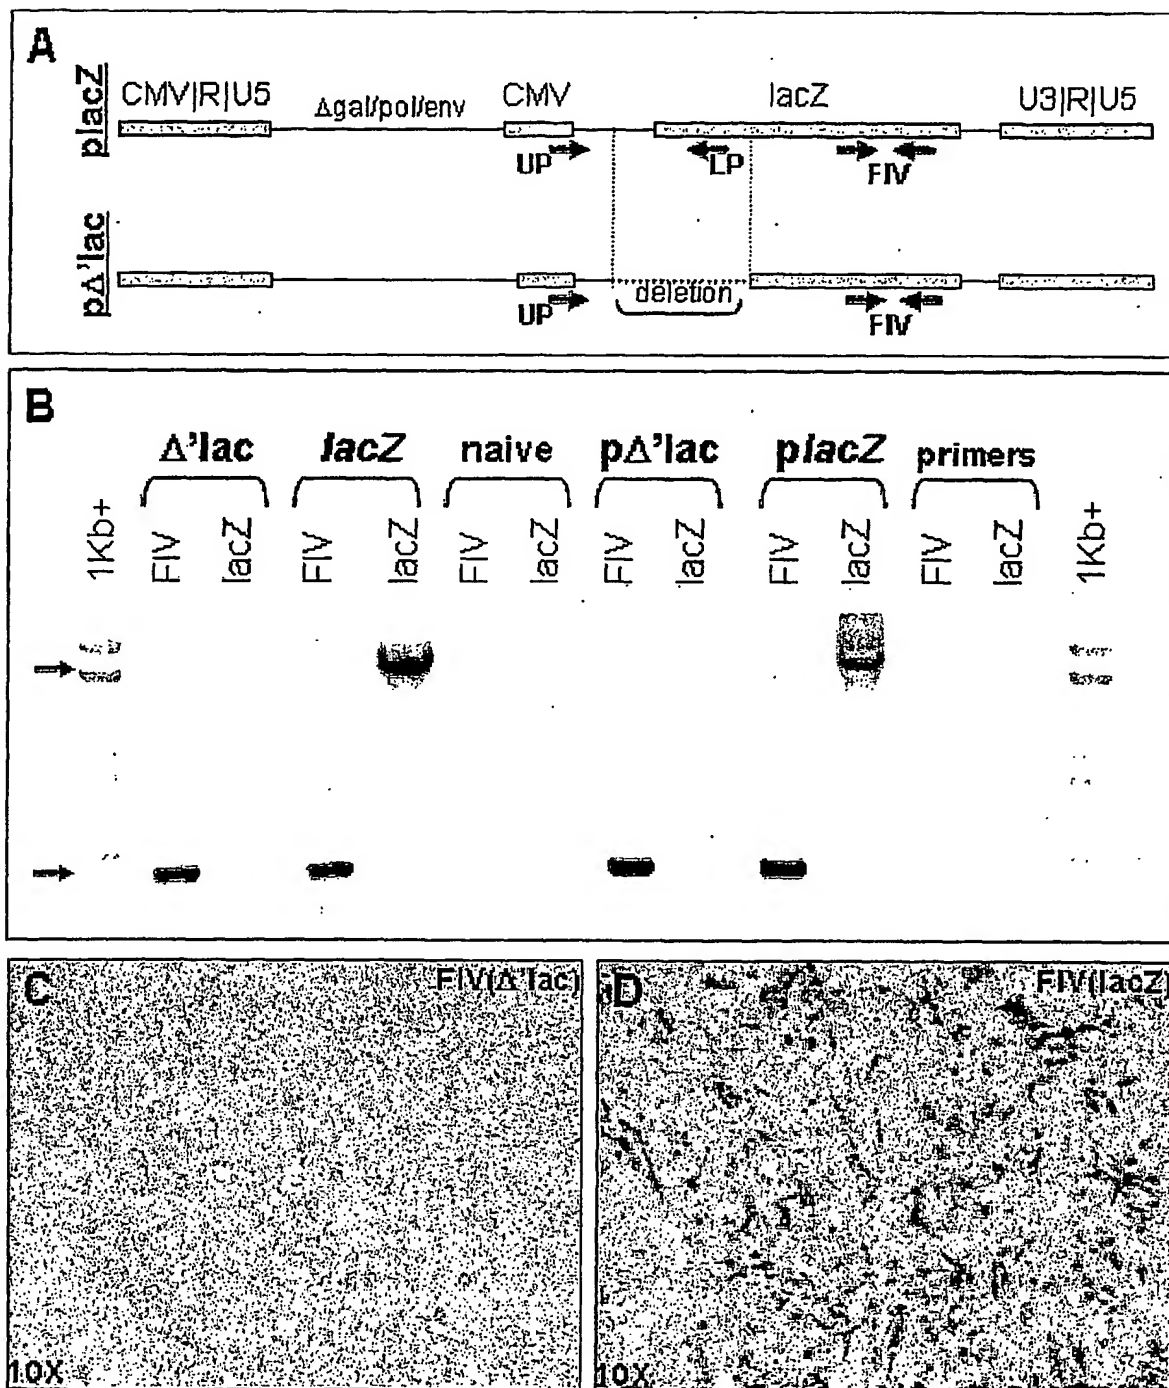 A
placZ
CMV|R|U5
Δgal/pol/env
CMV
lacZ
U3|R|U5
UP
LP
FIV
pΔ'lac
UP
deletion
FIV
B
Δ'lac
lacZ
naive
pΔ'lac
placZ
primers
1Kb+
FIV
lacZ
FIV
lacZ
FIV
lacZ
FIV
lacZ
FIV
lacZ
FIV
lacZ
1Kb+
C
FIV(Δ'lac)
10X
D
FIV(lacZ)
10X